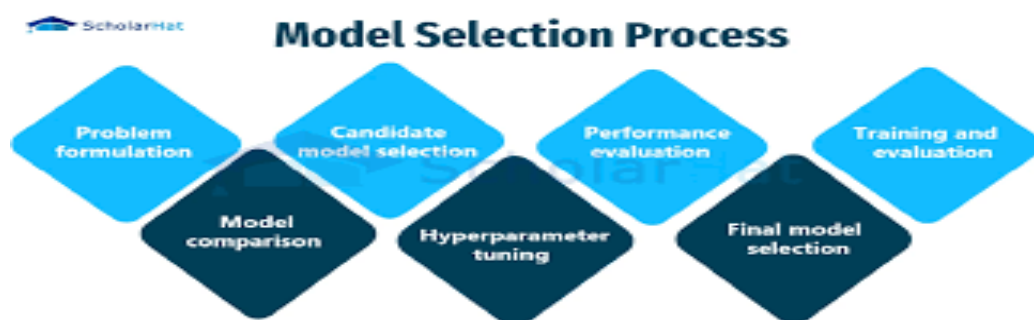 ScholarHat
Model Selection Process
Problem
formulation
Candidate
model selection
Performance
evaluation
Training and
evaluation
ScholarHat
Model
comparison
Hyperparameter
tuning
Final model
selection